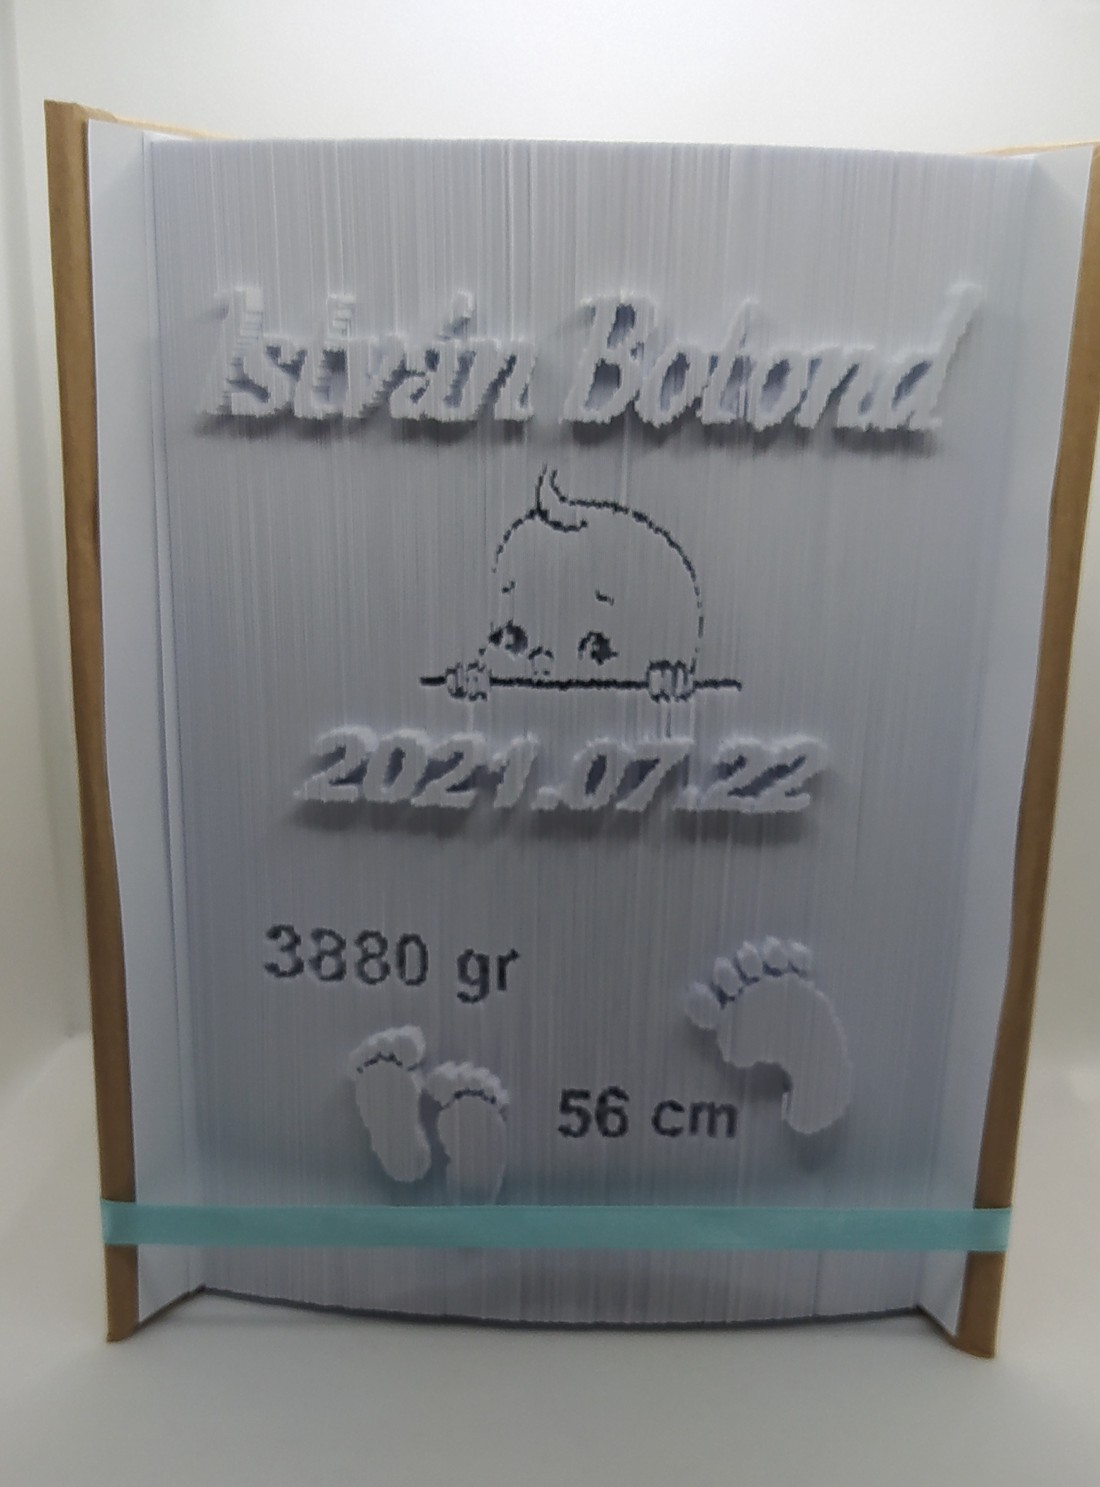 István Botond
2021.07.22
3880 gr
56 cm